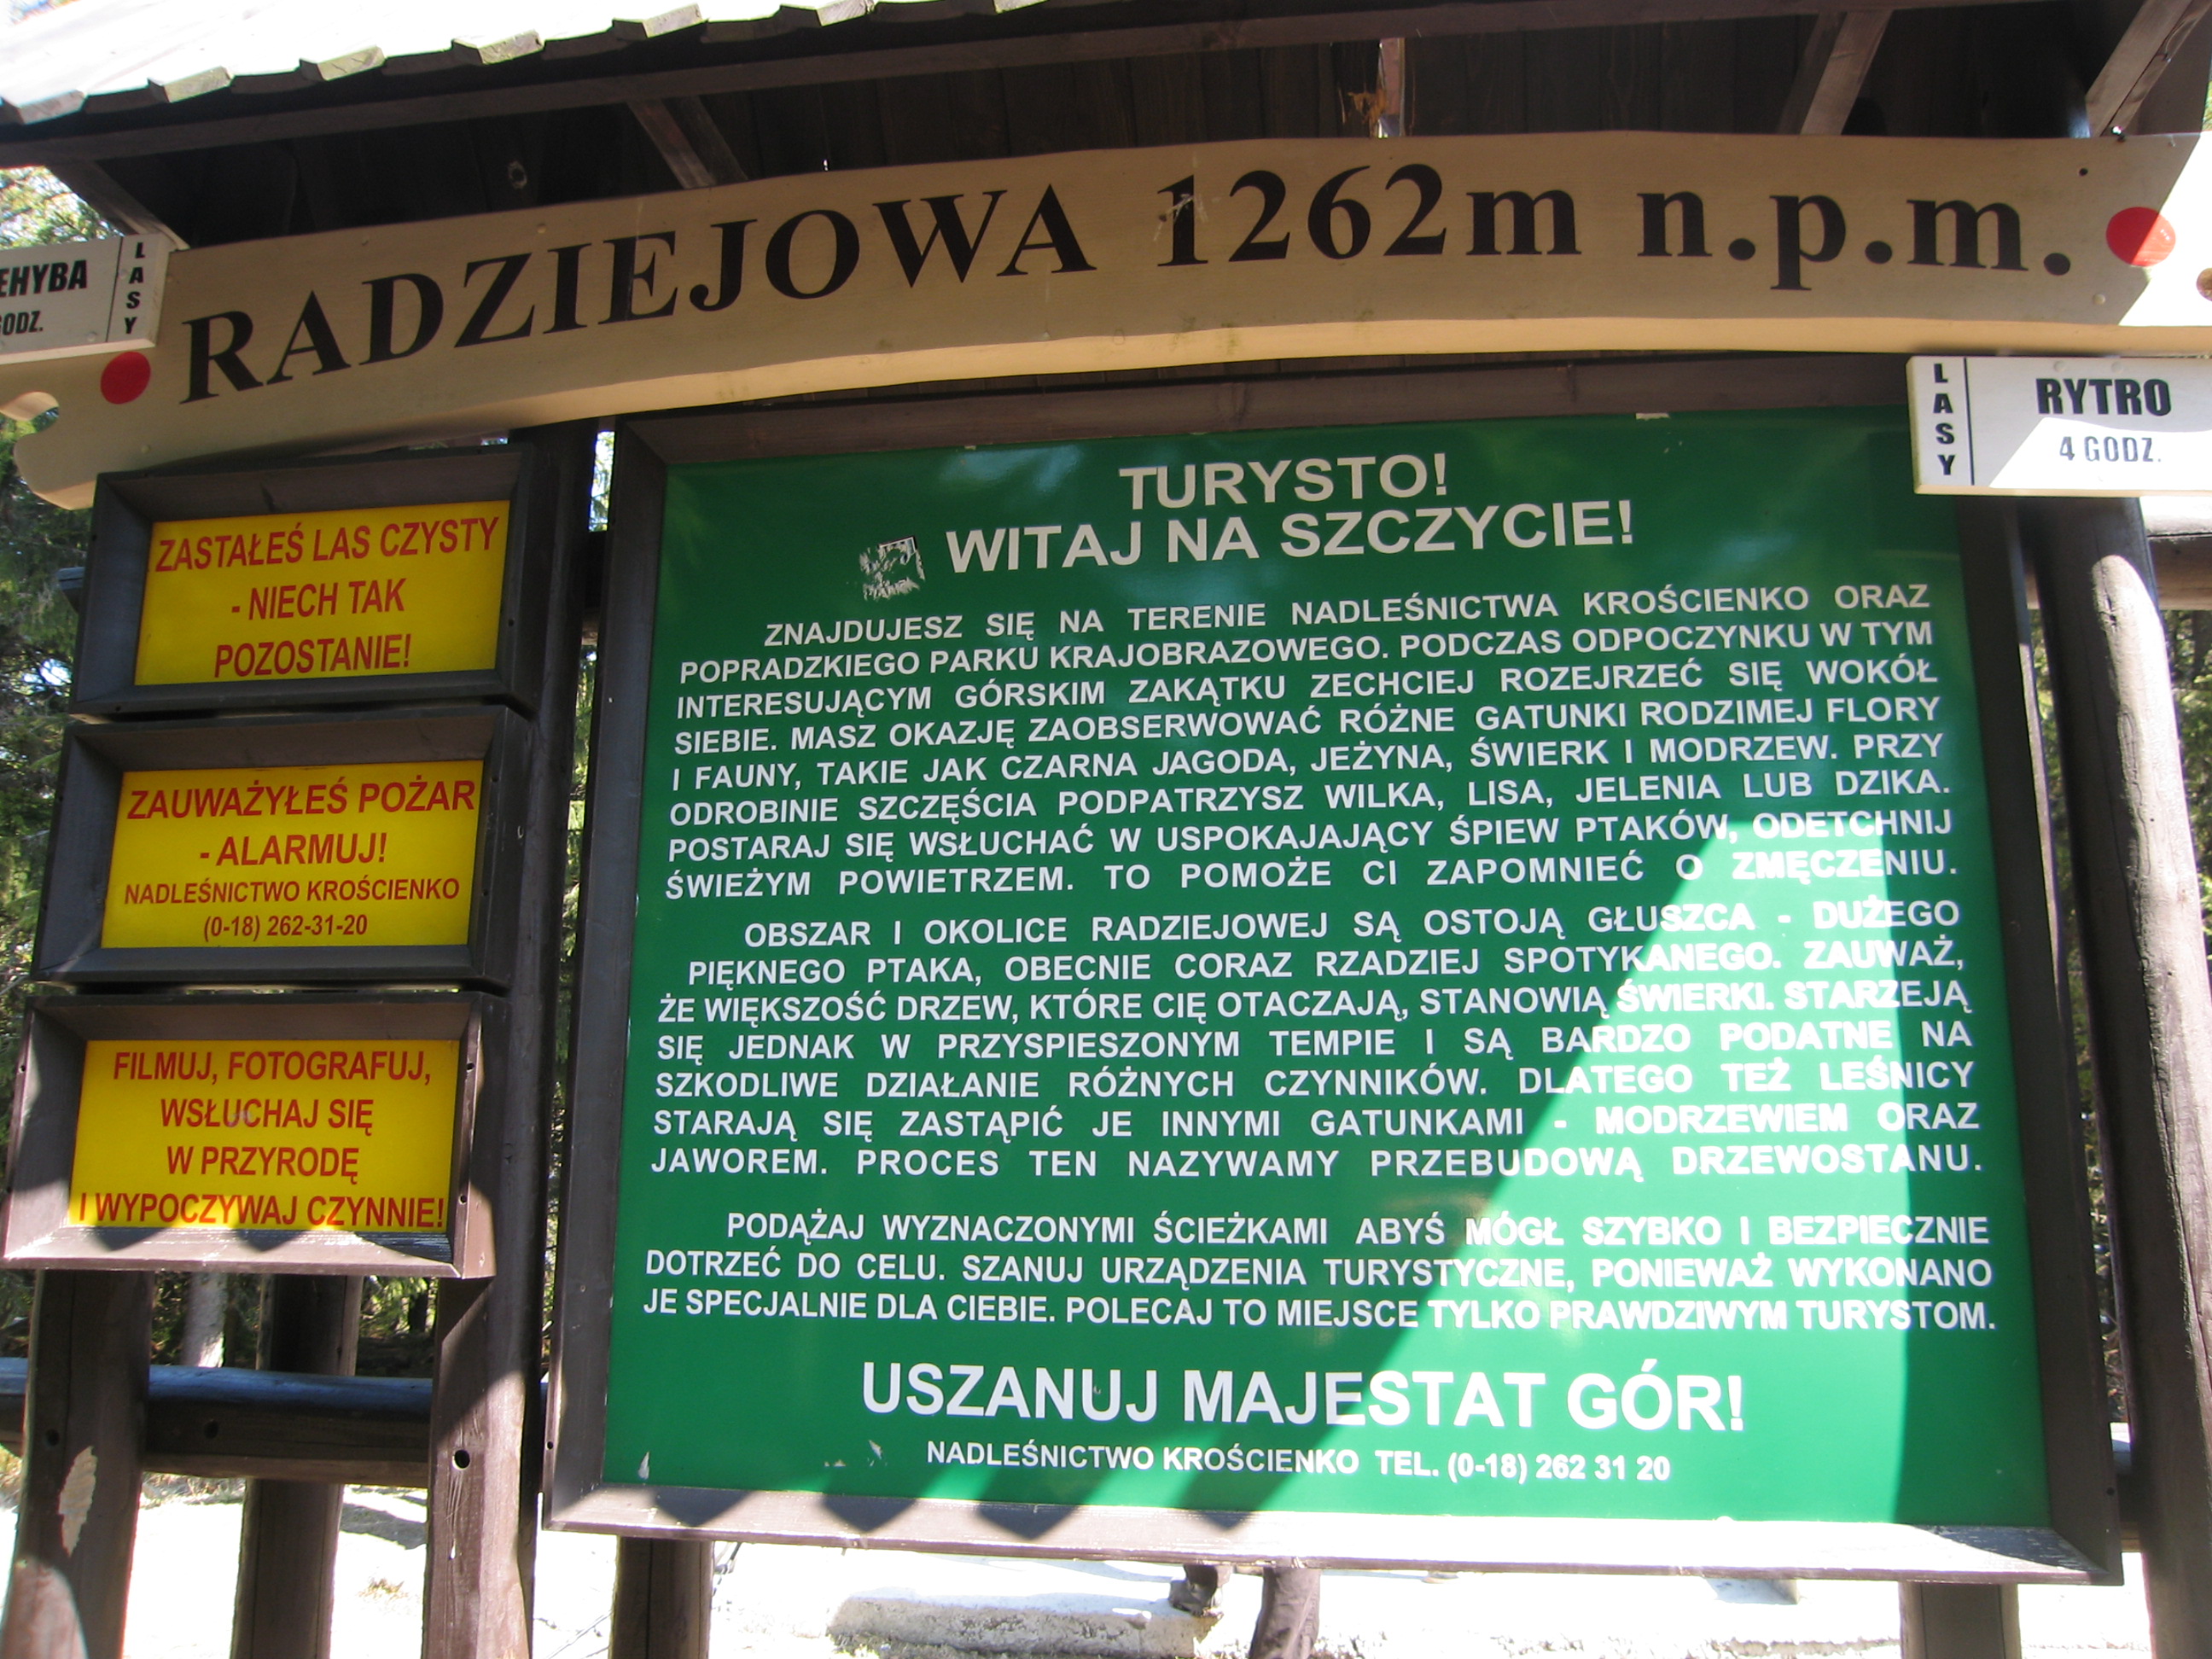 RADZIEJOWA 1262m n.p.m.
LASY
RYTRO
4 GODZ.
LASY
ZASTAŁEŚ LAS CZYSTY
- NIECH TAK
POZOSTANIE!
ZAUWAŻYŁEŚ POŻAR
- ALARMUJ!
NADLEŚNICTWO KROŚCIENKO
(0-18) 262-31-20
FILMUJ, FOTOGRAFUJ,
WSŁUCHAJ SIĘ
W PRZYRODĘ
I WYPOCZYWAJ CZYNNIE!
TURYSTO!
WITAJ NA SZCZYCIE!
ZNAJDUJESZ SIĘ NA TERENIE NADLEŚNICTWA KROŚCIENKO ORAZ
POPRADZKIEGO PARKU KRAJOBRAZOWEGO. PODCZAS ODPOCZYNKU W TYM
INTERESUJĄCYM GÓRSKIM ZAKĄTKU ZECHCIEJ ROZEJRZEĆ SIĘ WOKÓŁ
SIEBIE. MASZ OKAZJĘ ZAOBSERWOWAĆ RÓŻNE GATUNKI RODZIMEJ FLORY
I FAUNY, TAKIE JAK CZARNA JAGODA, JEŻYNA, ŚWIERK I MODRZEW. PRZY
ODROBINIE SZCZĘŚCIA PODPATRZYSZ WILKA, LISA, JELENIA LUB DZIKA.
POSTARAJ SIĘ WSŁUCHAĆ W USPOKAJAJĄCY ŚPIEW PTAKÓW, ODETCHNIJ
ŚWIEŻYM POWIETRZEM. TO POMOŻE CI ZAPOMNIEĆ O ZMĘCZENIU.
OBSZAR I OKOLICE RADZIEJOWEJ SĄ OSTOJĄ GŁUSZCA - DUŻEGO
PIĘKNEGO PTAKA, OBECNIE CORAZ RZADZIEJ SPOTYKANEGO. ZAUWAŻ,
ŻE WIĘKSZOŚĆ DRZEW, KTÓRE CIĘ OTACZAJĄ, STANOWIĄ ŚWIERKI. STARZEJĄ
SIĘ JEDNAK W PRZYSPIESZONYM TEMPIE I SĄ BARDZO PODATNE NA
SZKODLIWE DZIAŁANIE RÓŻNYCH CZYNNIKÓW. DLATEGO TEŻ LEŚNICY
STARAJĄ SIĘ ZASTĄPIĆ JE INNYMI GATUNKAMI - MODRZEWIEM ORAZ
JAWOREM. PROCES TEN NAZYWAMY PRZEBUDOWĄ DRZEWOSTANU.
PODĄŻAJ WYZNACZONYMI ŚCIEŻKAMI ABYŚ MÓGŁ SZYBKO I BEZPIECZNIE
DOTRZEĆ DO CELU. SZANUJ URZĄDZENIA TURYSTYCZNE, PONIEWAŻ WYKONANO
JE SPECJALNIE DLA CIEBIE. POLECAJ TO MIEJSCE TYLKO PRAWDZIWYM TURYSTOM.
USZANUJ MAJESTAT GÓR!
NADLEŚNICTWO KROŚCIENKO TEL. (0-18) 262 31 20